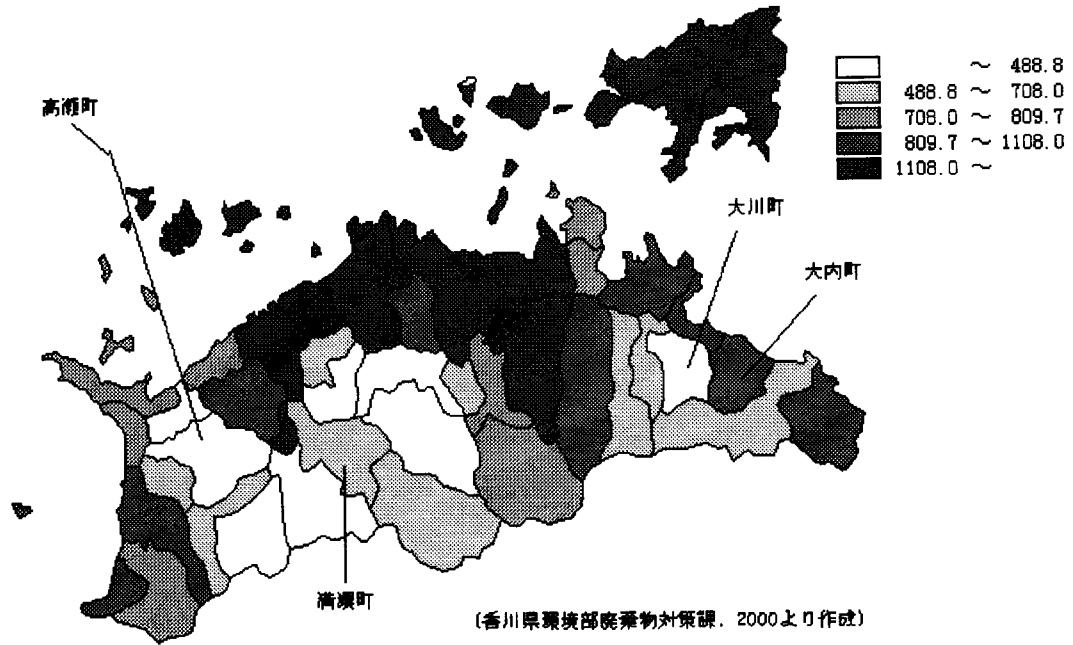 ～ 488.8
488.8 ～ 708.0
708.0 ～ 809.7
809.7 ～ 1108.0
1108.0 ～
高瀬町
大川町
大内町
満濃町
(香川県環境部廃棄物対策課, 2000より作成)